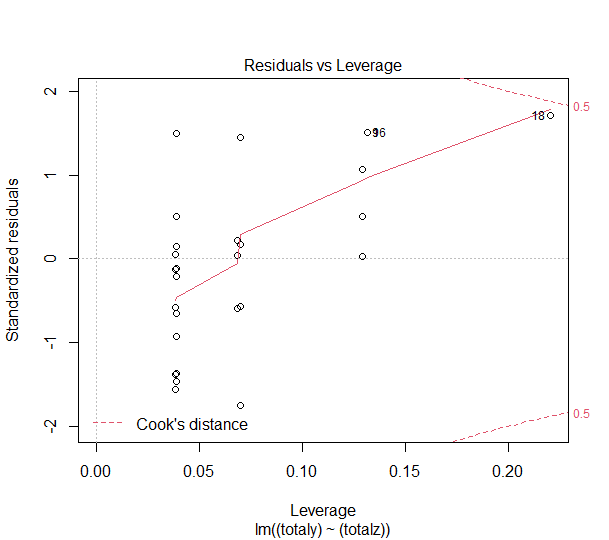 Residuals vs Leverage
Standardized residuals
2
1
0
-1
-2
0.5
0.5
18
Cook's distance
0.00 0.05 0.10 0.15 0.20
Leverage
lm((totaly) ~ (totalz))